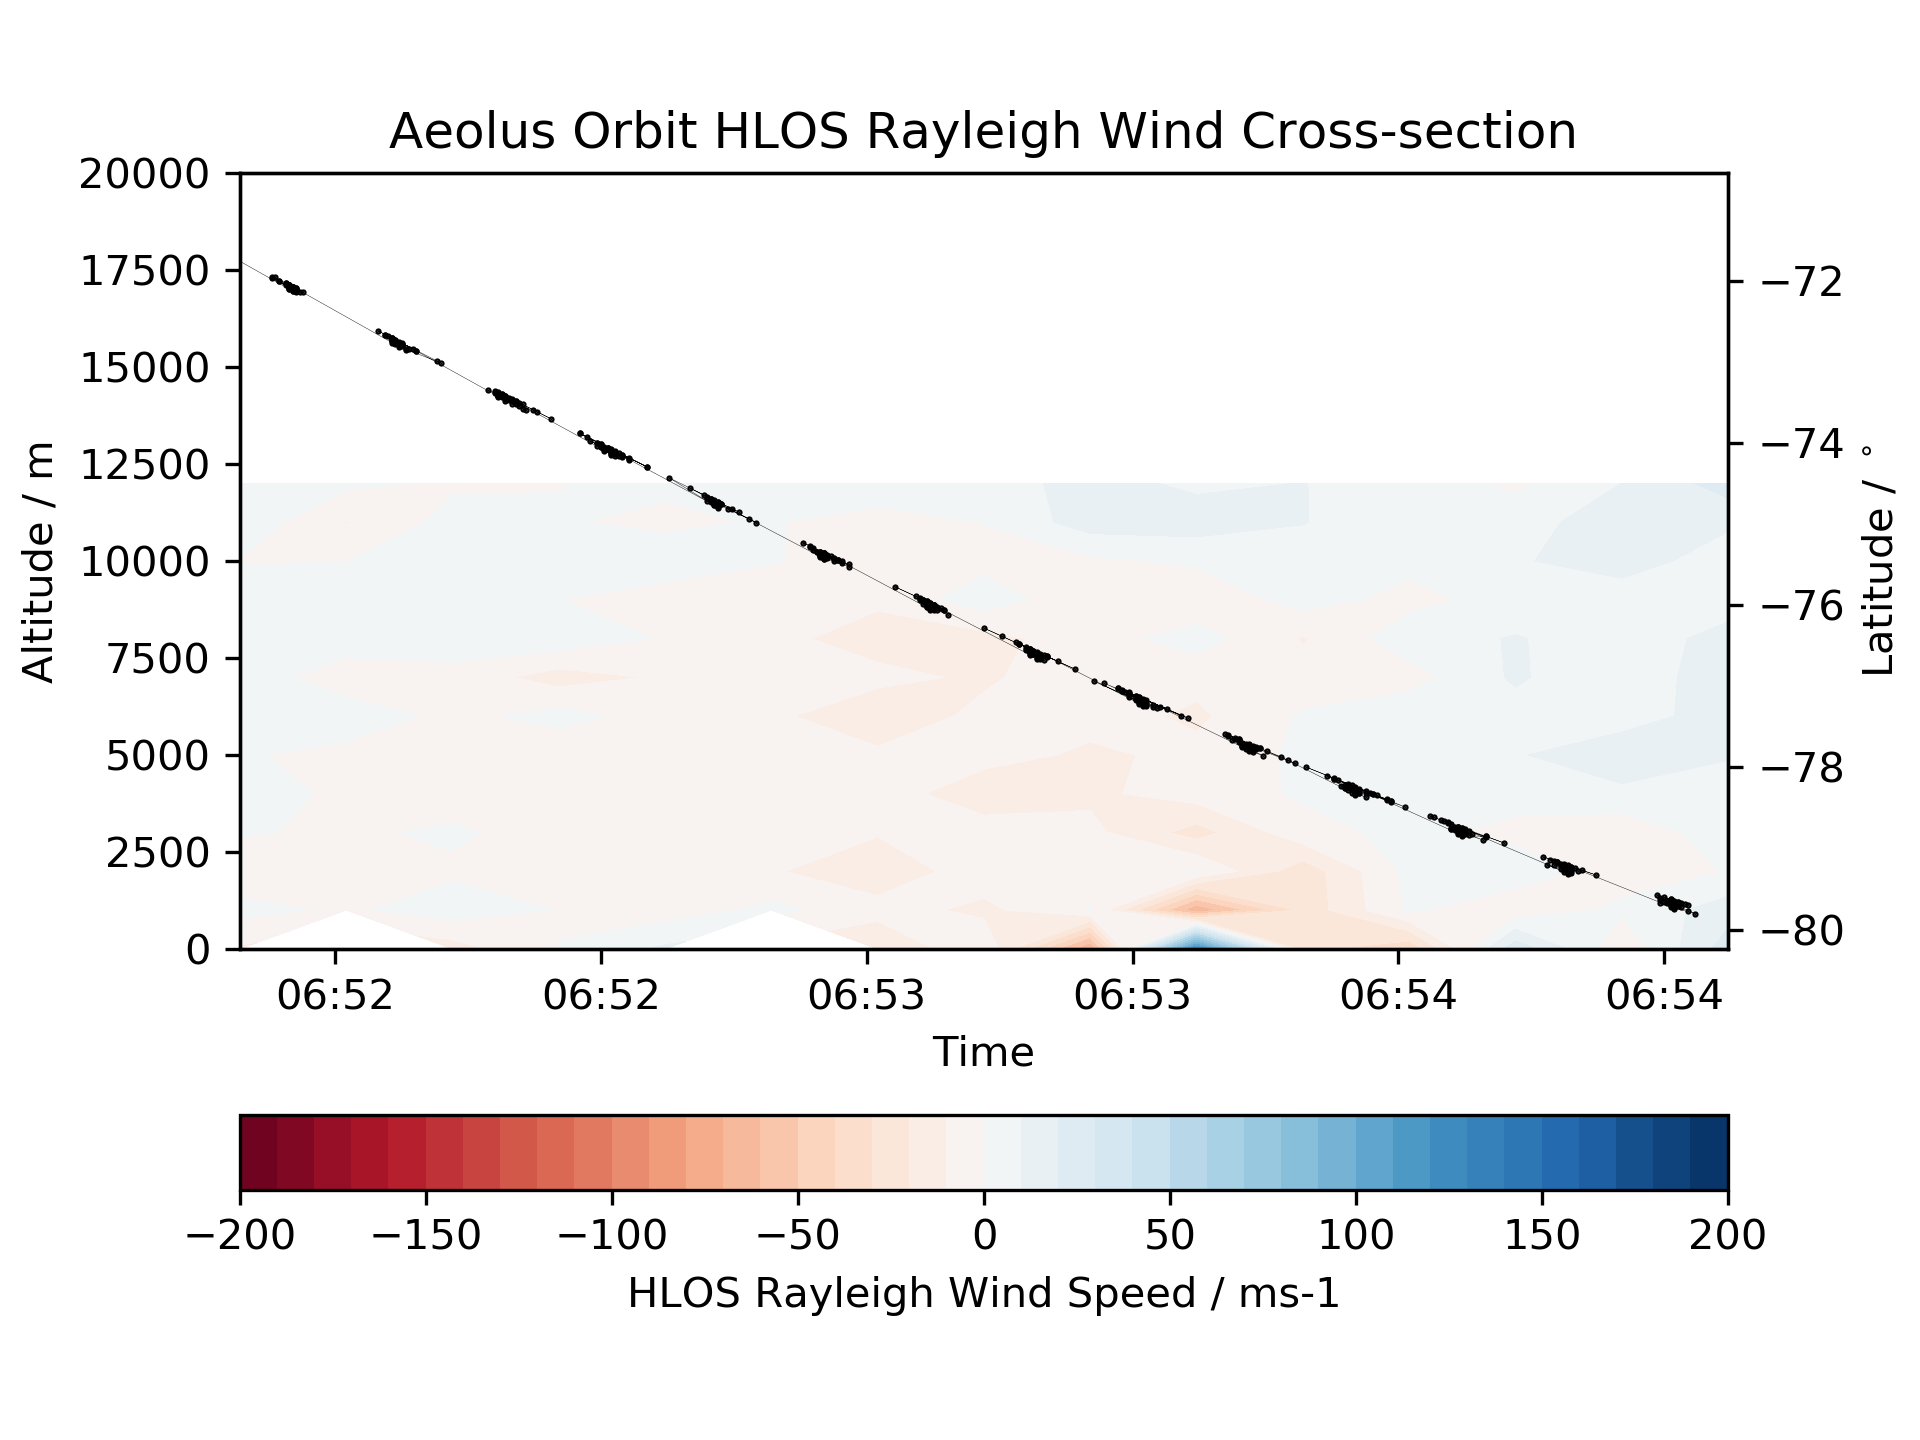 Aeolus Orbit HLOS Rayleigh Wind Cross-section
20000
17500
15000
12500
10000
7500
5000
2500
0
Altitude / m
−72
−74
−76
−78
−80
Latitude / °
06:52 06:52 06:53 06:53 06:54 06:54
Time
−200 −150 −100 −50 0 50 100 150 200
HLOS Rayleigh Wind Speed / ms-1